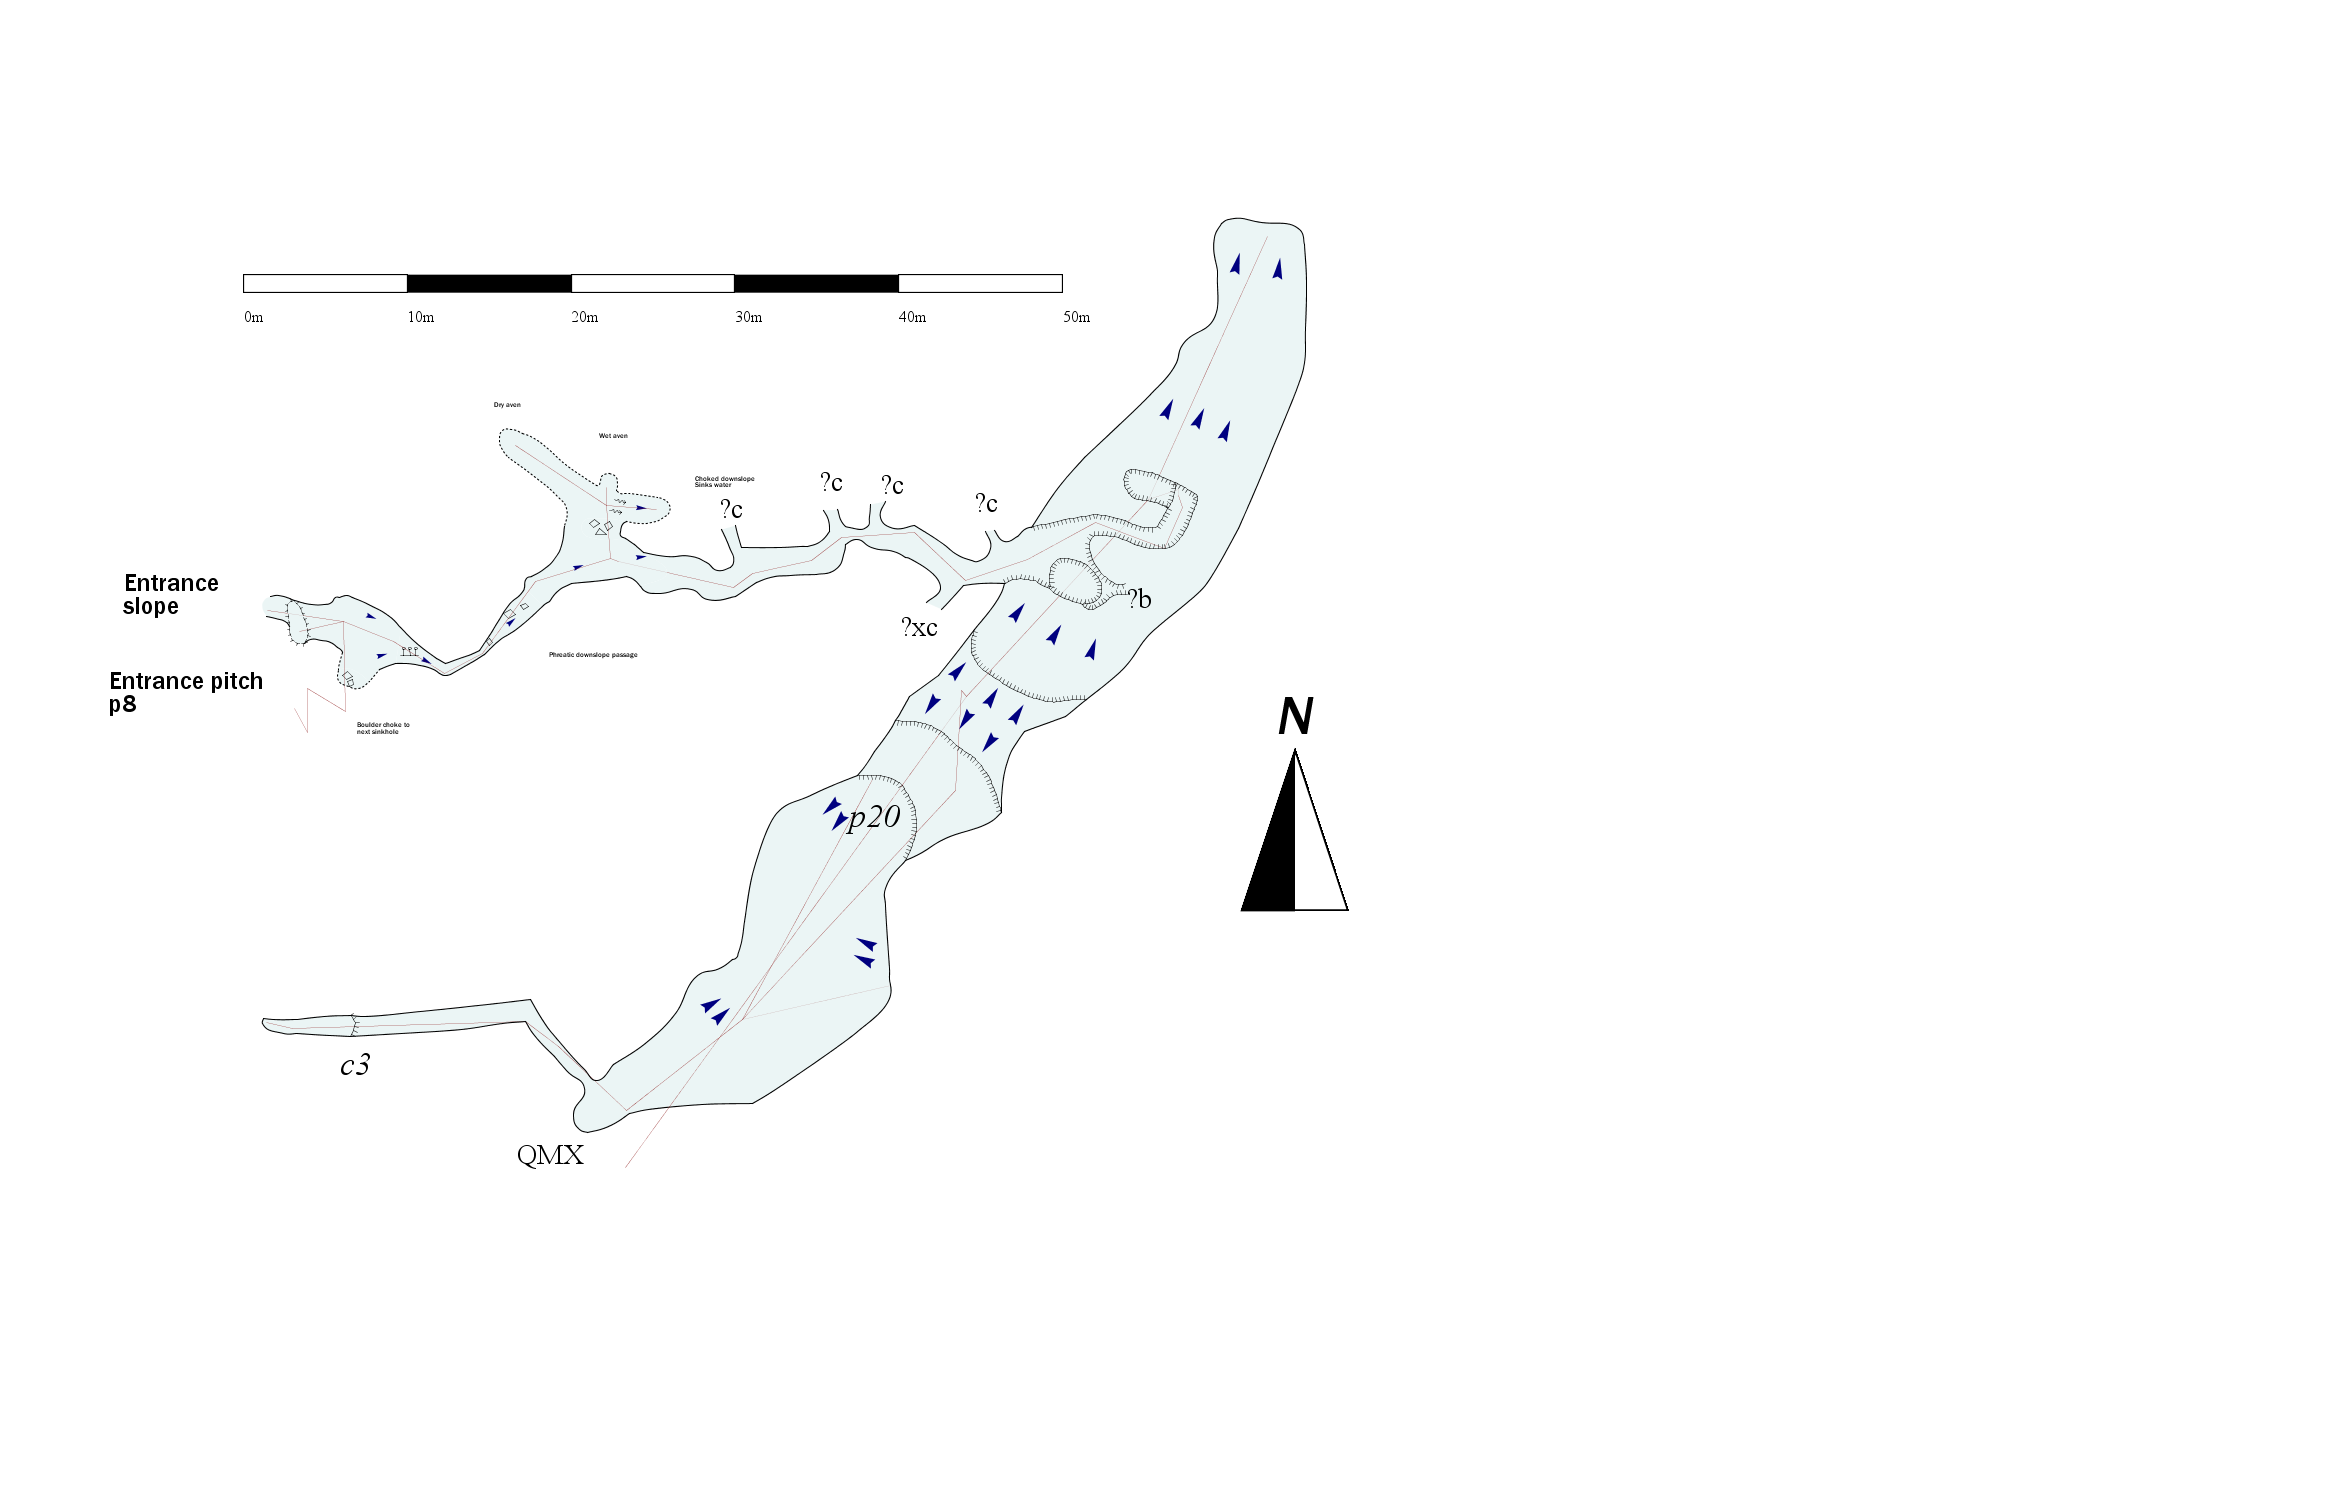 0m 10m 20m 30m 40m 50m
Dry aven
Wet aven
Choked downslope
Sinks water
?c
?c
?c
?c
Entrance
slope
?b
?xc
Phreatic downslope passage
Entrance pitch
p8
Boulder choke to
next sinkhole
N
p20
c3
QMX